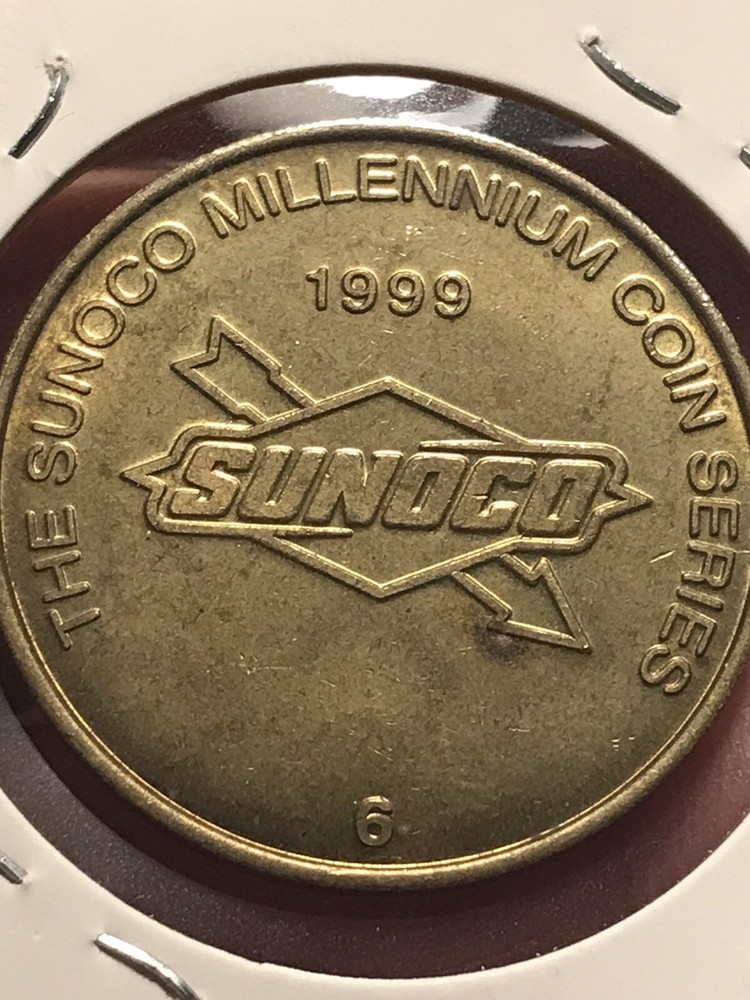 THE SUNOCO MILLENNIUM COIN SERIES
1999
SUNOCO
6